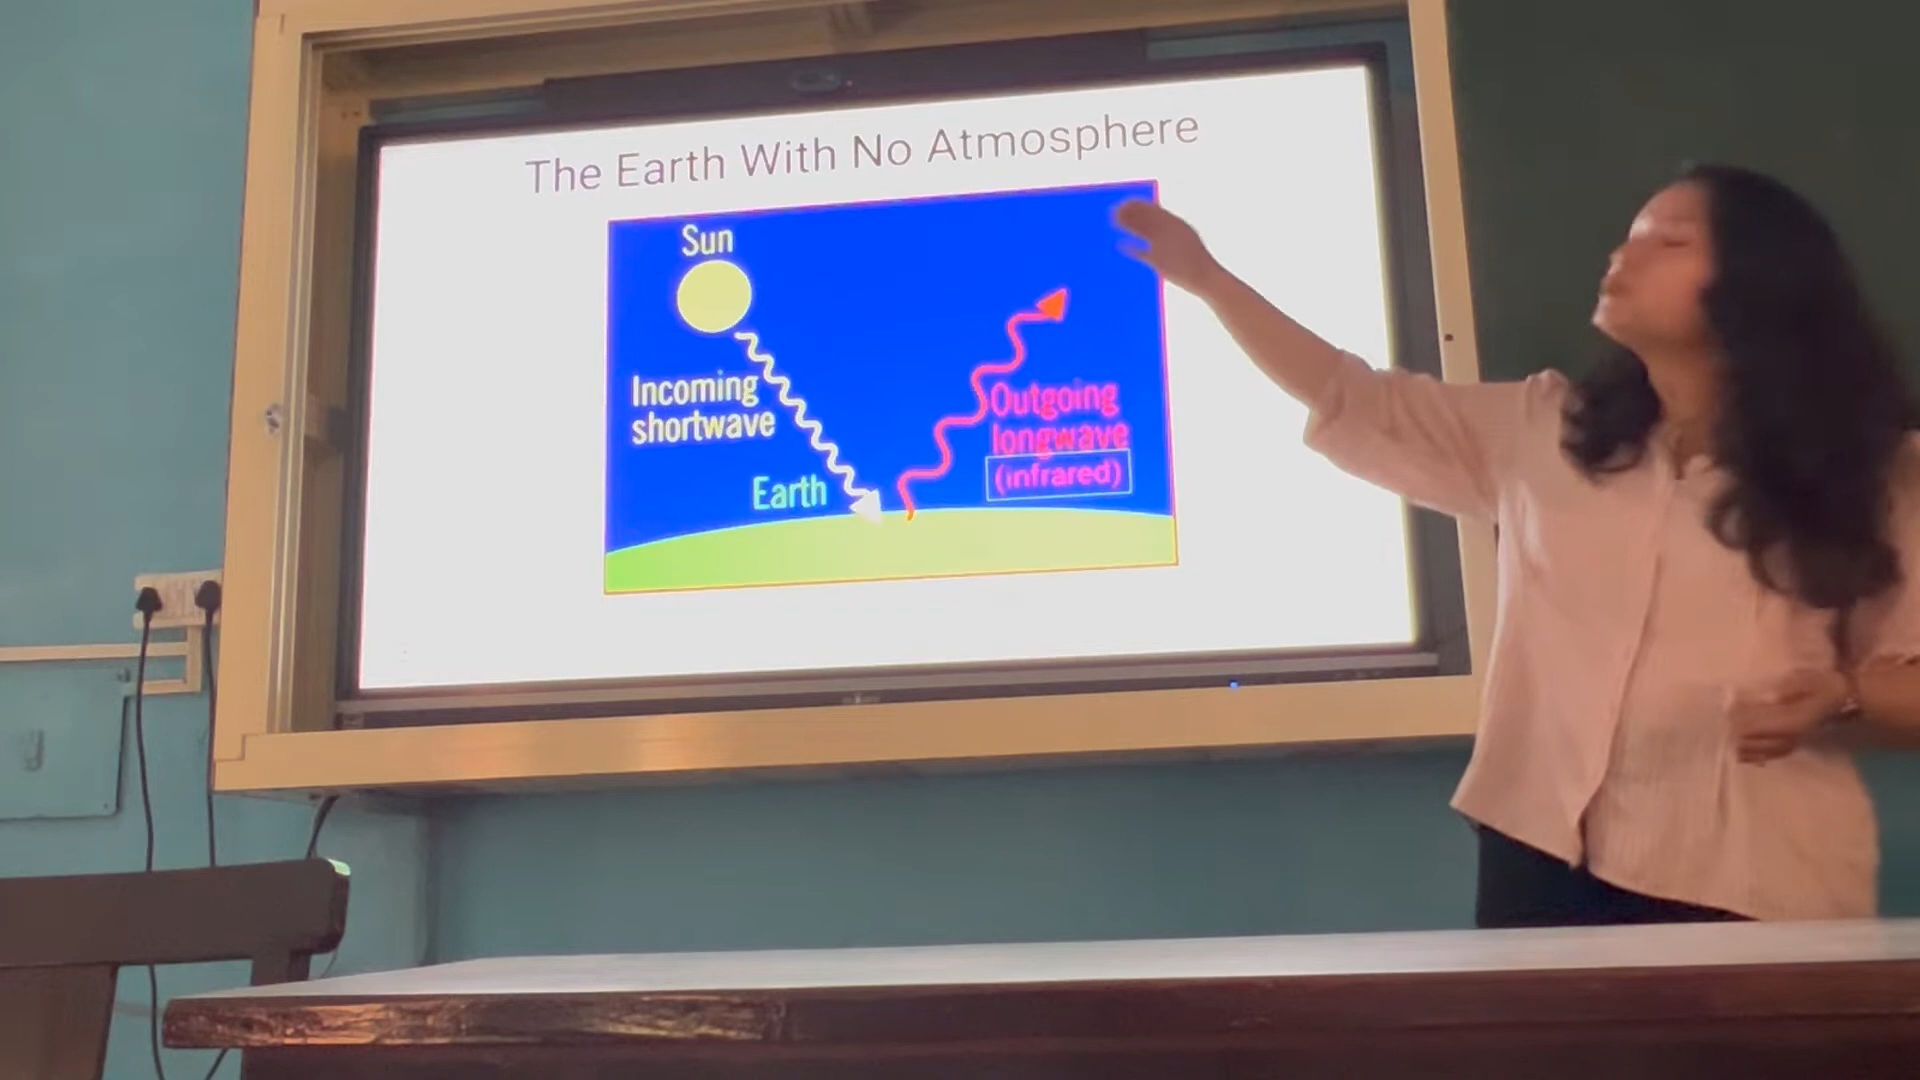 The Earth With No Atmosphere
Sun
Incoming
shortwave
Earth
Outgoing
longwave
(infrared)